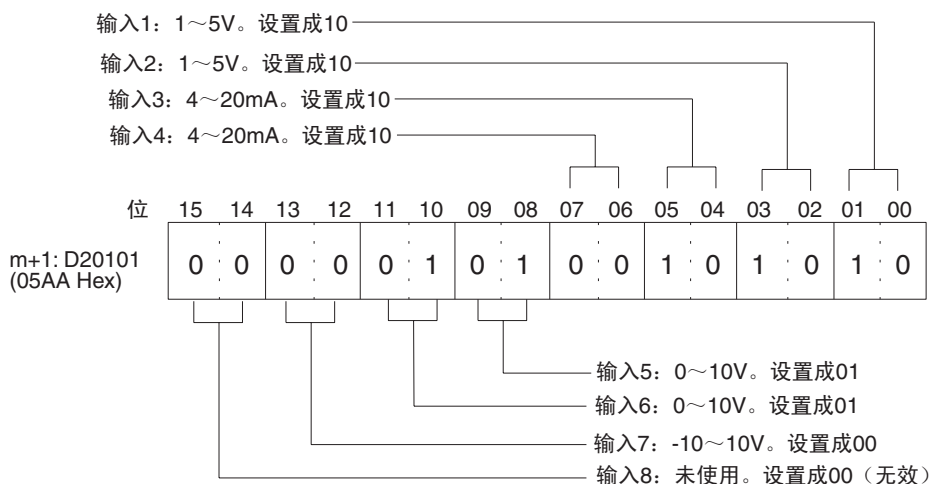 输入1：1～5V。设置成10
输入2：1～5V。设置成10
输入3：4～20mA。设置成10
输入4：4～20mA。设置成10
位 15 14 13 12 11 10 09 08 07 06 05 04 03 02 01 00
m+1: D20101
(05AA Hex)
0 0 0 0 0 1 0 1 0 0 1 0 1 0 1 0
输入5：0～10V。设置成01
输入6：0～10V。设置成01
输入7：-10～10V。设置成00
输入8：未使用。设置成00（无效）